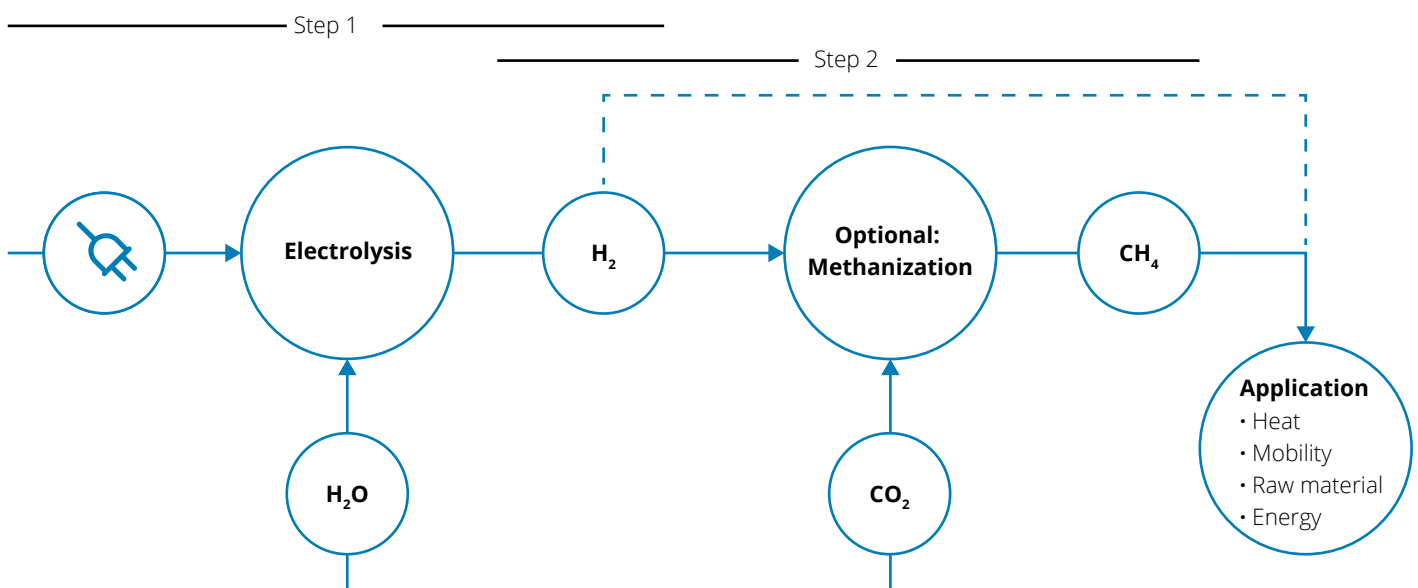 Step 1
Step 2
Electrolysis
H₂
Optional:
Methanization
CH₄
H₂O
CO₂
Application
• Heat
• Mobility
• Raw material
• Energy